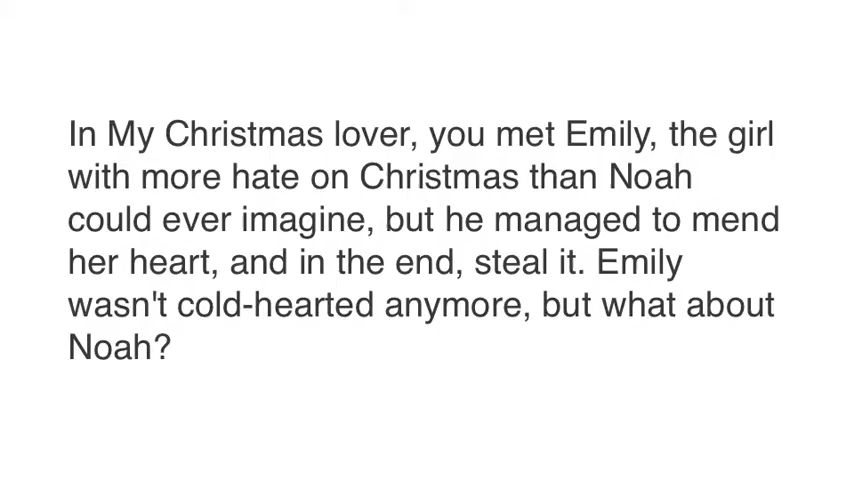 In My Christmas lover, you met Emily, the girl
with more hate on Christmas than Noah
could ever imagine, but he managed to mend
her heart, and in the end, steal it. Emily
wasn't cold-hearted anymore, but what about
Noah?